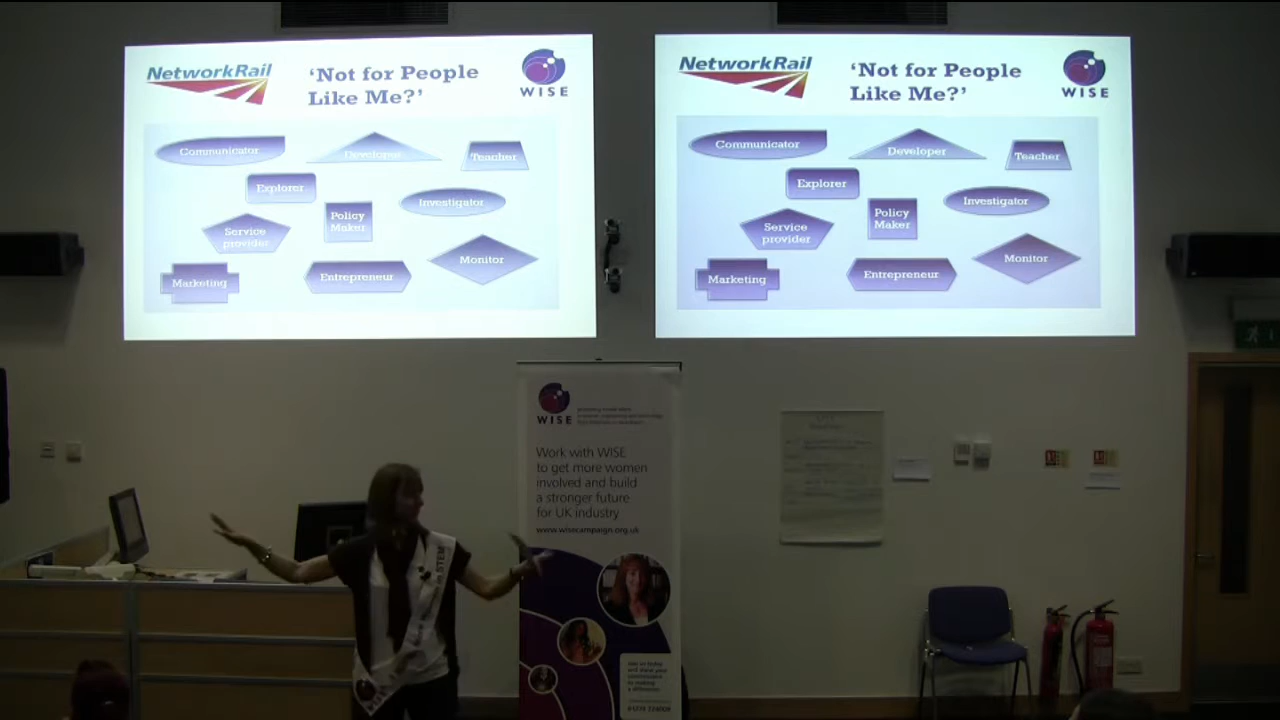 NetworkRail
'Not for People
Like Me?'
WISE
Communicator
Developer
Teacher
Explorer
Investigator
Policy
Maker
Service
provider
Monitor
Marketing
Entrepreneur
NetworkRail
'Not for People
Like Me?'
WISE
Communicator
Developer
Teacher
Explorer
Investigator
Policy
Maker
Service
provider
Monitor
Marketing
Entrepreneur
WISE
Work with WISE
to get more women
involved and build
a stronger future
for UK industry
www.wisecampaign.org.uk
STEM